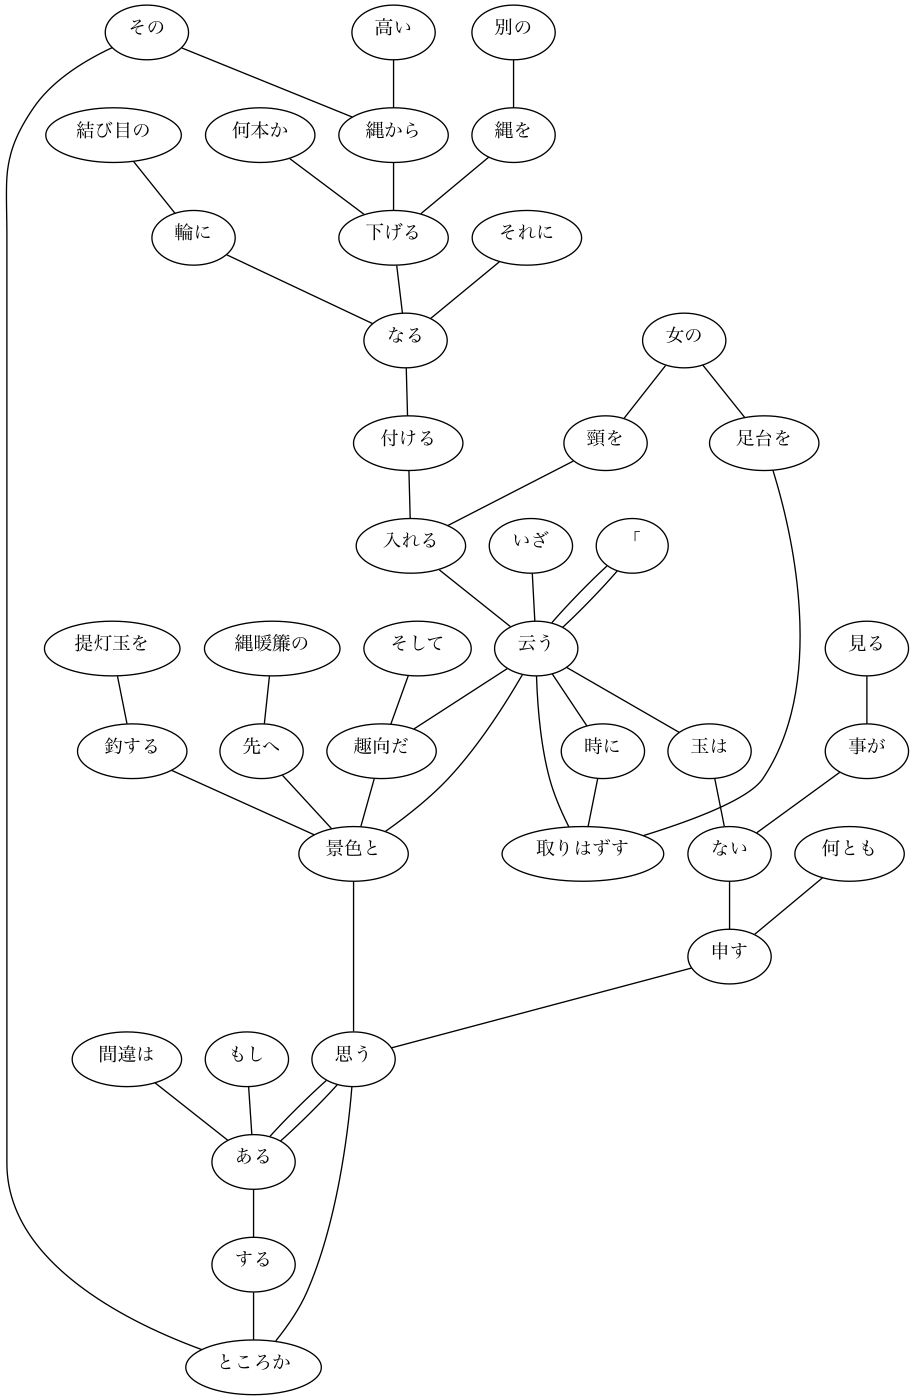 その
高い
別の
結び目の
何本か
縄から
縄を
輪に
下げる
それに
なる
女の
付ける
頸を
足台を
入れる
いざ
「
提灯玉を
縄暖簾の
そして
云う
見る
釣する
先へ
趣向だ
時に
玉は
事が
景色と
取りはずす
ない
何とも
申す
間違は
もし
思う
ある
する
ところか